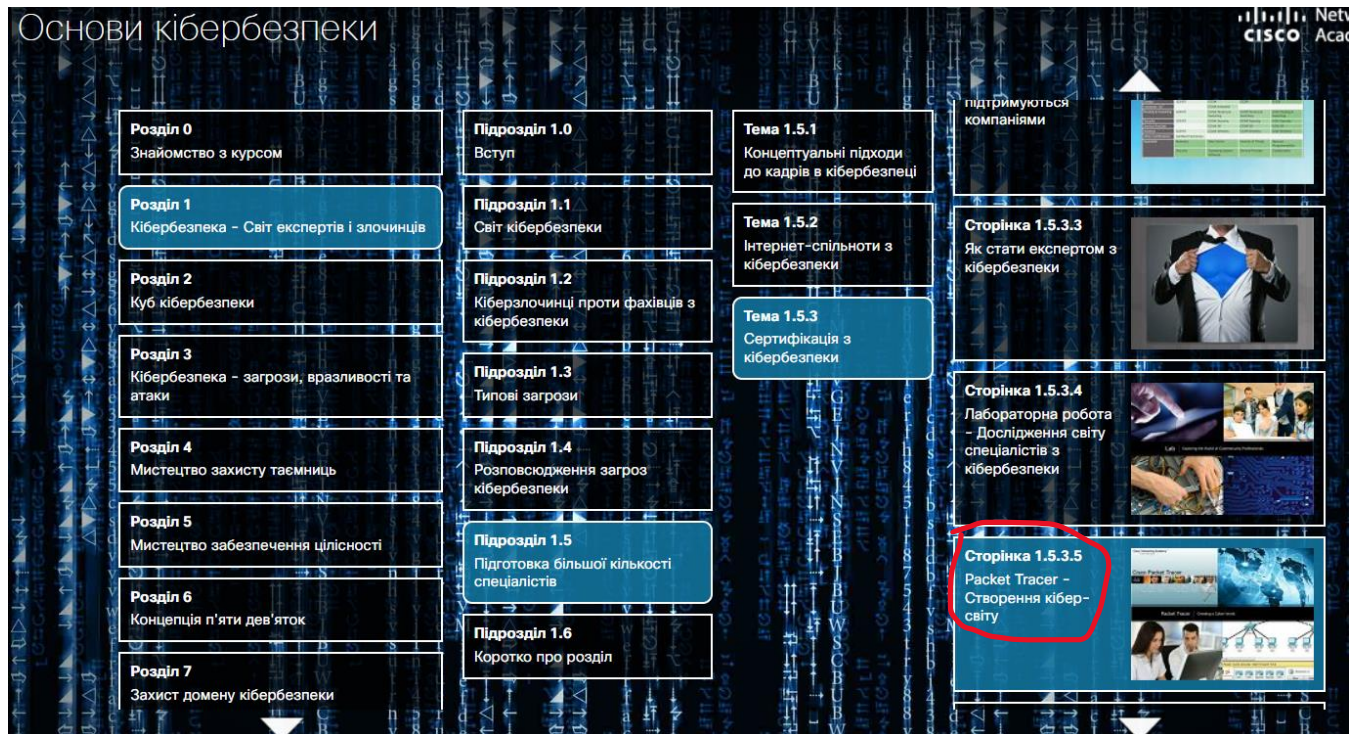 Основи кібербезпеки
CISCO
Розділ 0
Знайомство з курсом
Розділ 1
Кібербезпека - Світ експертів і злочинців
Розділ 2
Куб кібербезпеки
Розділ 3
Кібербезпека - загрози, вразливості та
атаки
Розділ 4
Мистецтво захисту таємниць
Розділ 5
Мистецтво забезпечення цілісності
Розділ 6
Концепція п'яти дев'яток
Розділ 7
Захист домену кібербезпеки
Підрозділ 1.0
Вступ
Підрозділ 1.1
Світ кібербезпеки
Підрозділ 1.2
Кіберзлочинці проти фахівців з
кібербезпеки
Підрозділ 1.3
Типові загрози
Підрозділ 1.4
Розповсюдження загроз
кібербезпеки
Підрозділ 1.5
Підготовка більшої кількості
спеціалістів
Підрозділ 1.6
Коротко про розділ
Тема 1.5.1
Концептуальні підходи
до кадрів в кібербезпеці
Тема 1.5.2
Інтернет-спільноти з
кібербезпеки
Тема 1.5.3
Сертифікація з
кібербезпеки
підтримуються
компаніями
Сторінка 1.5.3.3
Як стати експертом з
кібербезпеки
Сторінка 1.5.3.4
Лабораторна робота
- Дослідження світу
спеціалістів з
кібербезпеки
Сторінка 1.5.3.5
Packet Tracer -
Створення кібер-
світу